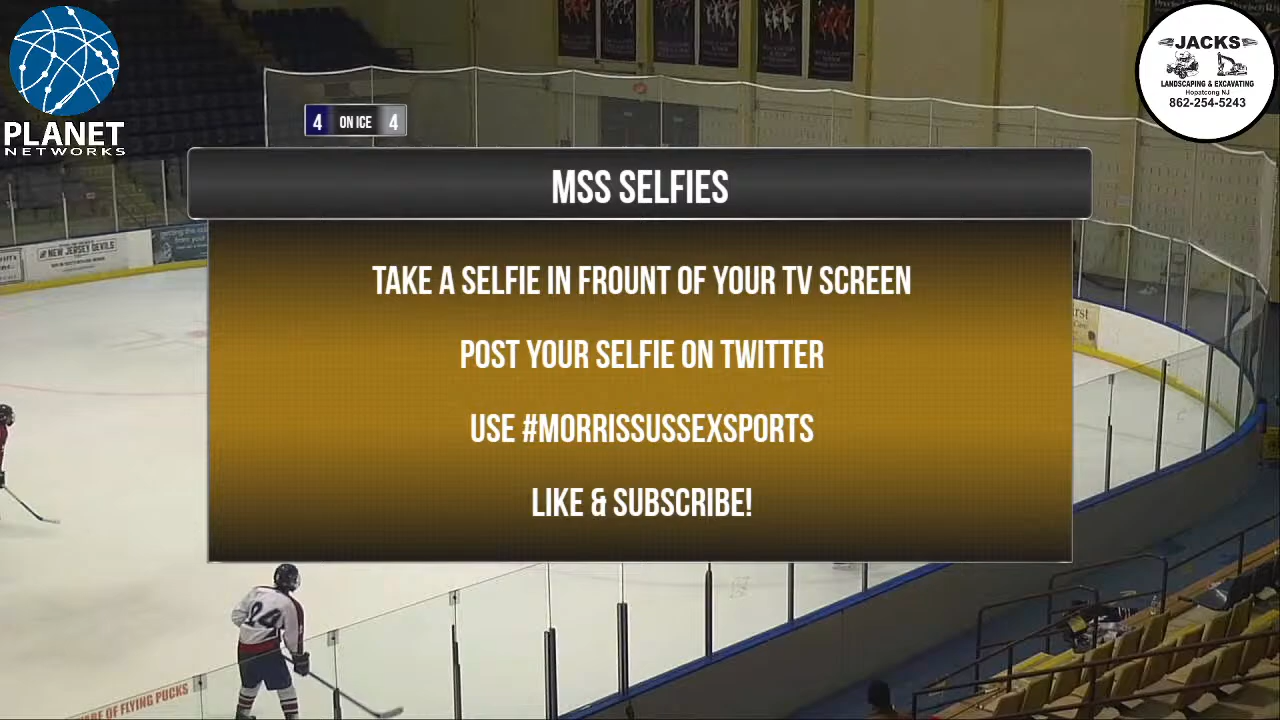 PLANET
NETWORKS
JACKS
LANDSCAPING & EXCAVATING
Hopatcong NJ
862-254-5243
4 ON ICE 4
MSS SELFIES
TAKE A SELFIE IN FROUNT OF YOUR TV SCREEN
POST YOUR SELFIE ON TWITTER
USE #MORRISSUSSEXSPORTS
LIKE & SUBSCRIBE!
NEW JERSEY DEVILS
24
OF FLYING PUCKS